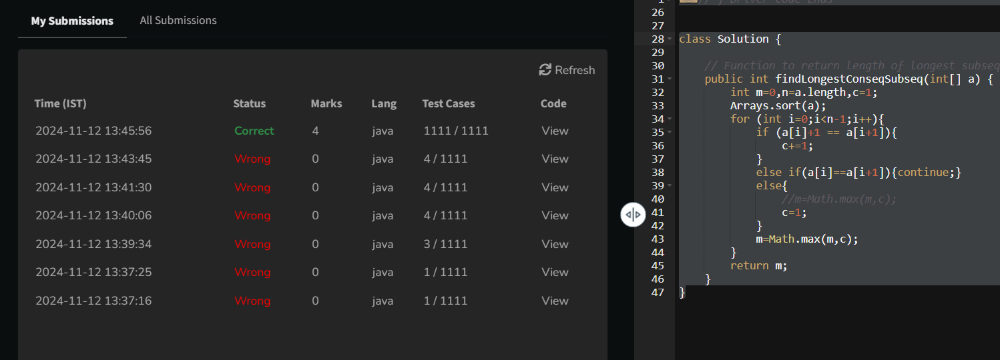 My Submissions All Submissions
Refresh
Time (IST) Status Marks Lang Test Cases Code
2024-11-12 13:45:56 Correct 4 java 1111 / 1111 View
2024-11-12 13:43:45 Wrong 0 java 4 / 1111 View
2024-11-12 13:41:30 Wrong 0 java 4 / 1111 View
2024-11-12 13:40:06 Wrong 0 java 4 / 1111 View
2024-11-12 13:39:34 Wrong 0 java 3 / 1111 View
2024-11-12 13:37:25 Wrong 0 java 1 / 1111 View
2024-11-12 13:37:16 Wrong 0 java 1 / 1111 View
1 // } Driver Code Ends
26
27
28 class Solution {
29
30 // Function to return length of longest subseq
31 public int findLongestConseqSubseq(int[] a) {
32 int m=0,n=a.length,c=1;
33 Arrays.sort(a);
34 for (int i=0;i<n-1;i++){
35 if (a[i]+1 == a[i+1]){
36 c+=1;
37 }
38 else if(a[i]==a[i+1]){continue;}
39 else{
40 //m=Math.max(m,c);
41 c=1;
42 }
43 m=Math.max(m,c);
44 }
45 return m;
46 }
47 }